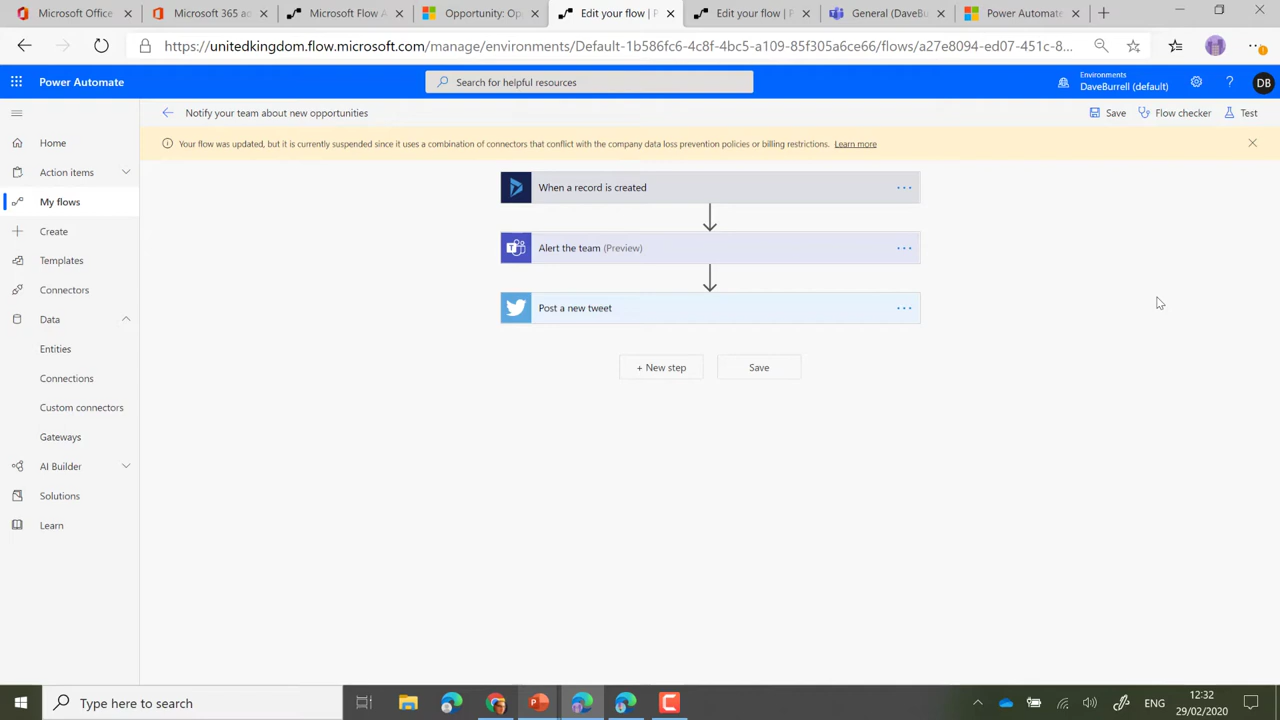 Microsoft Office
Microsoft 365 ad
Microsoft Flow A
Opportunity: Op
Edit your flow | P
Edit your flow | P
General (DaveBu
Power Automate
https://unitedkingdom.flow.microsoft.com/manage/environments/Default-1b586fc6-4c8f-4bc5-a109-85f305a6ce66/flows/a27e8094-ed07-451c-8...
Power Automate
Search for helpful resources
Environments
DaveBurrell (default)
?
DB
Notify your team about new opportunities
Save
Flow checker
Test
Your flow was updated, but it is currently suspended since it uses a combination of connectors that conflict with the company data loss prevention policies or billing restrictions. Learn more
Home
Action items
My flows
Create
Templates
Connectors
Data
Entities
Connections
Custom connectors
Gateways
AI Builder
Solutions
Learn
When a record is created
Alert the team (Preview)
Post a new tweet
+ New step
Save
Type here to search
ENG
12:32
29/02/2020